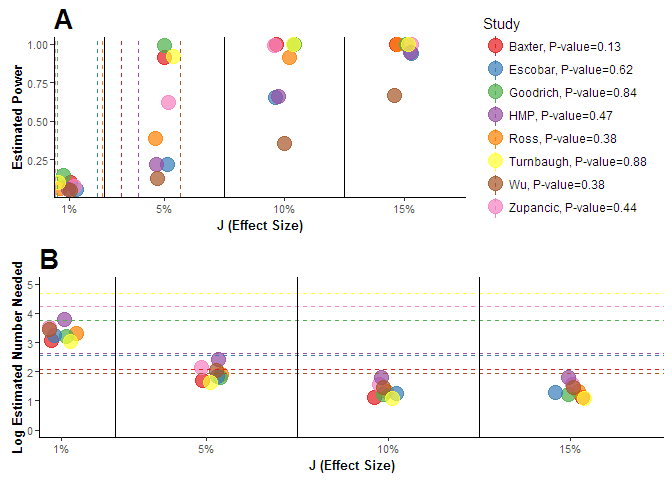 A
Estimated Power
1.00
0.75
0.50
0.25
1%
5%
10%
15%
J (Effect Size)
Study
Baxter, P-value=0.13
Escobar, P-value=0.62
Goodrich, P-value=0.84
HMP, P-value=0.47
Ross, P-value=0.38
Turnbaugh, P-value=0.88
Wu, P-value=0.38
Zupancic, P-value=0.44
B
Log Estimated Number Needed
5
4
3
2
1
0
1%
5%
10%
15%
J (Effect Size)